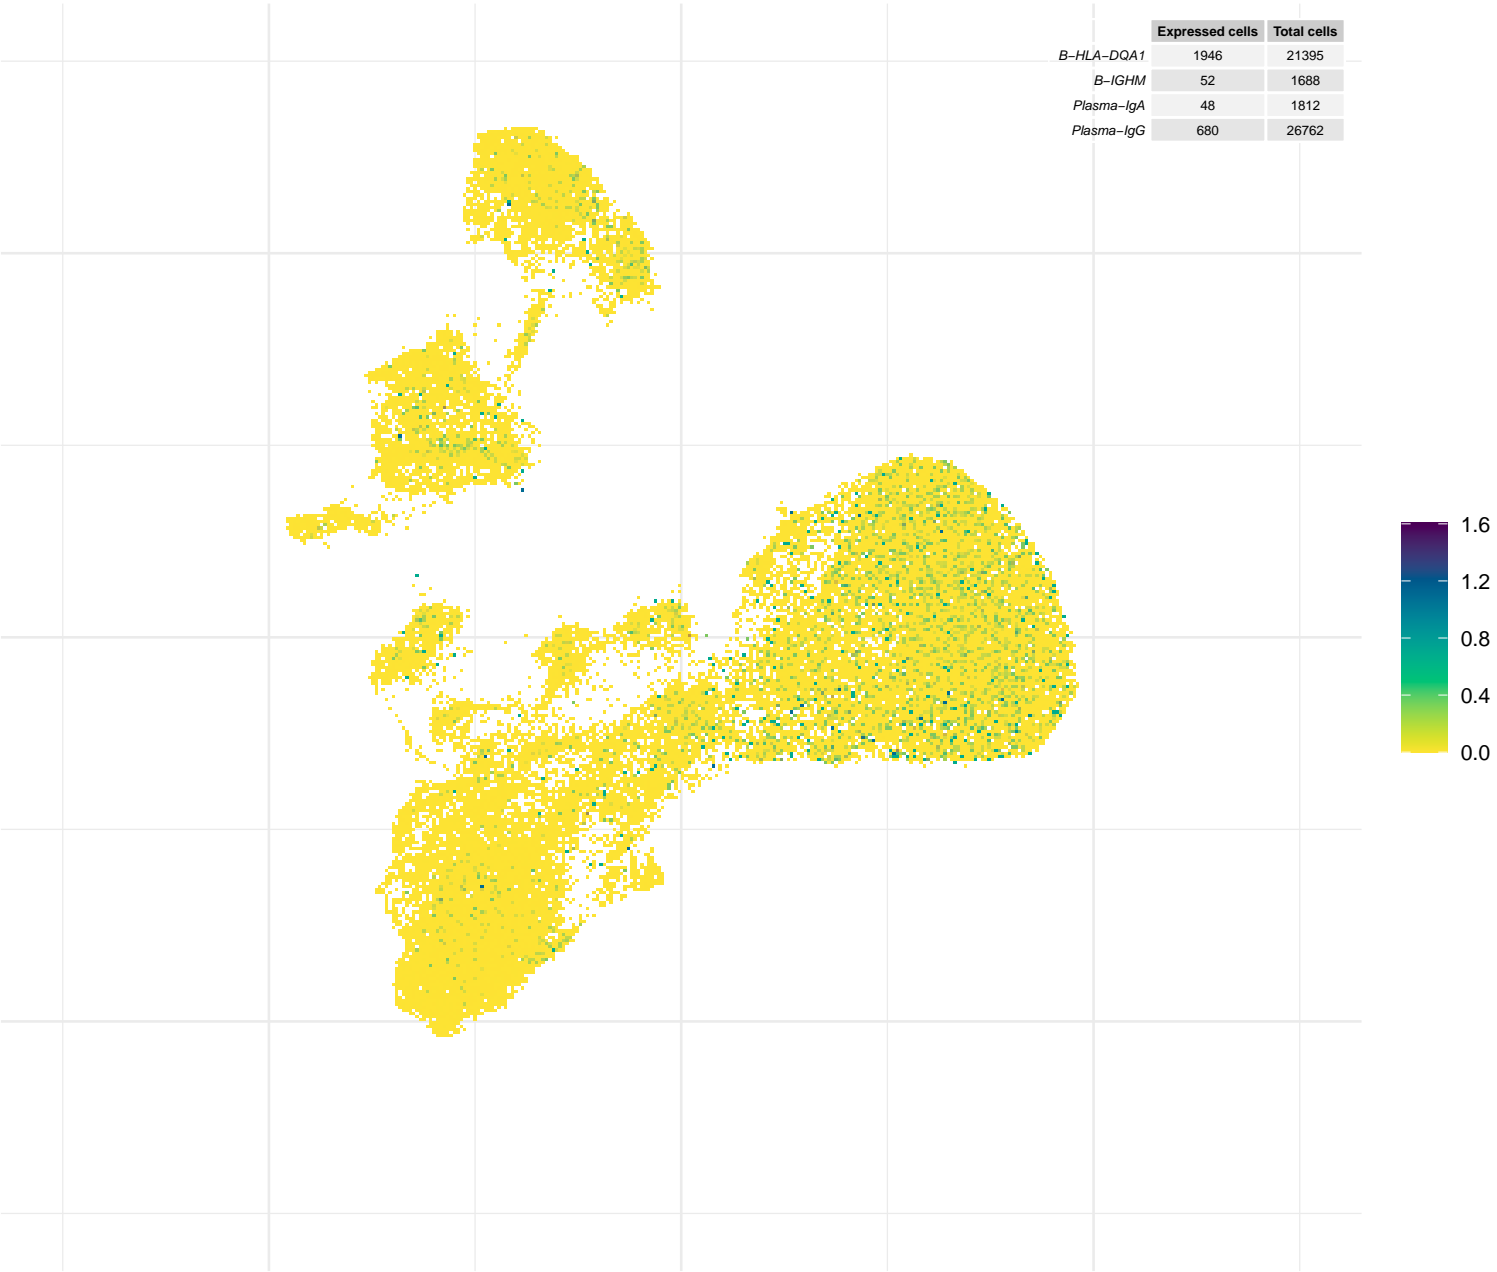 Expressed cells Total cells
B−HLA−DQA1 1946 21395
B−IGHM 52 1688
Plasma−IgA 48 1812
Plasma−IgG 680 26762
1.6
1.2
0.8
0.4
0.0